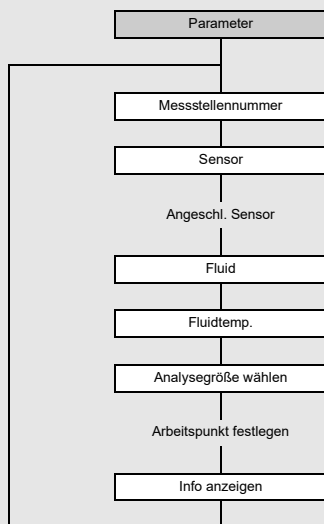 Parameter
Messstellennummer
Sensor
Angeschl. Sensor
Fluid
Fluidtemp.
Analysegröße wählen
Arbeitspunkt festlegen
Info anzeigen